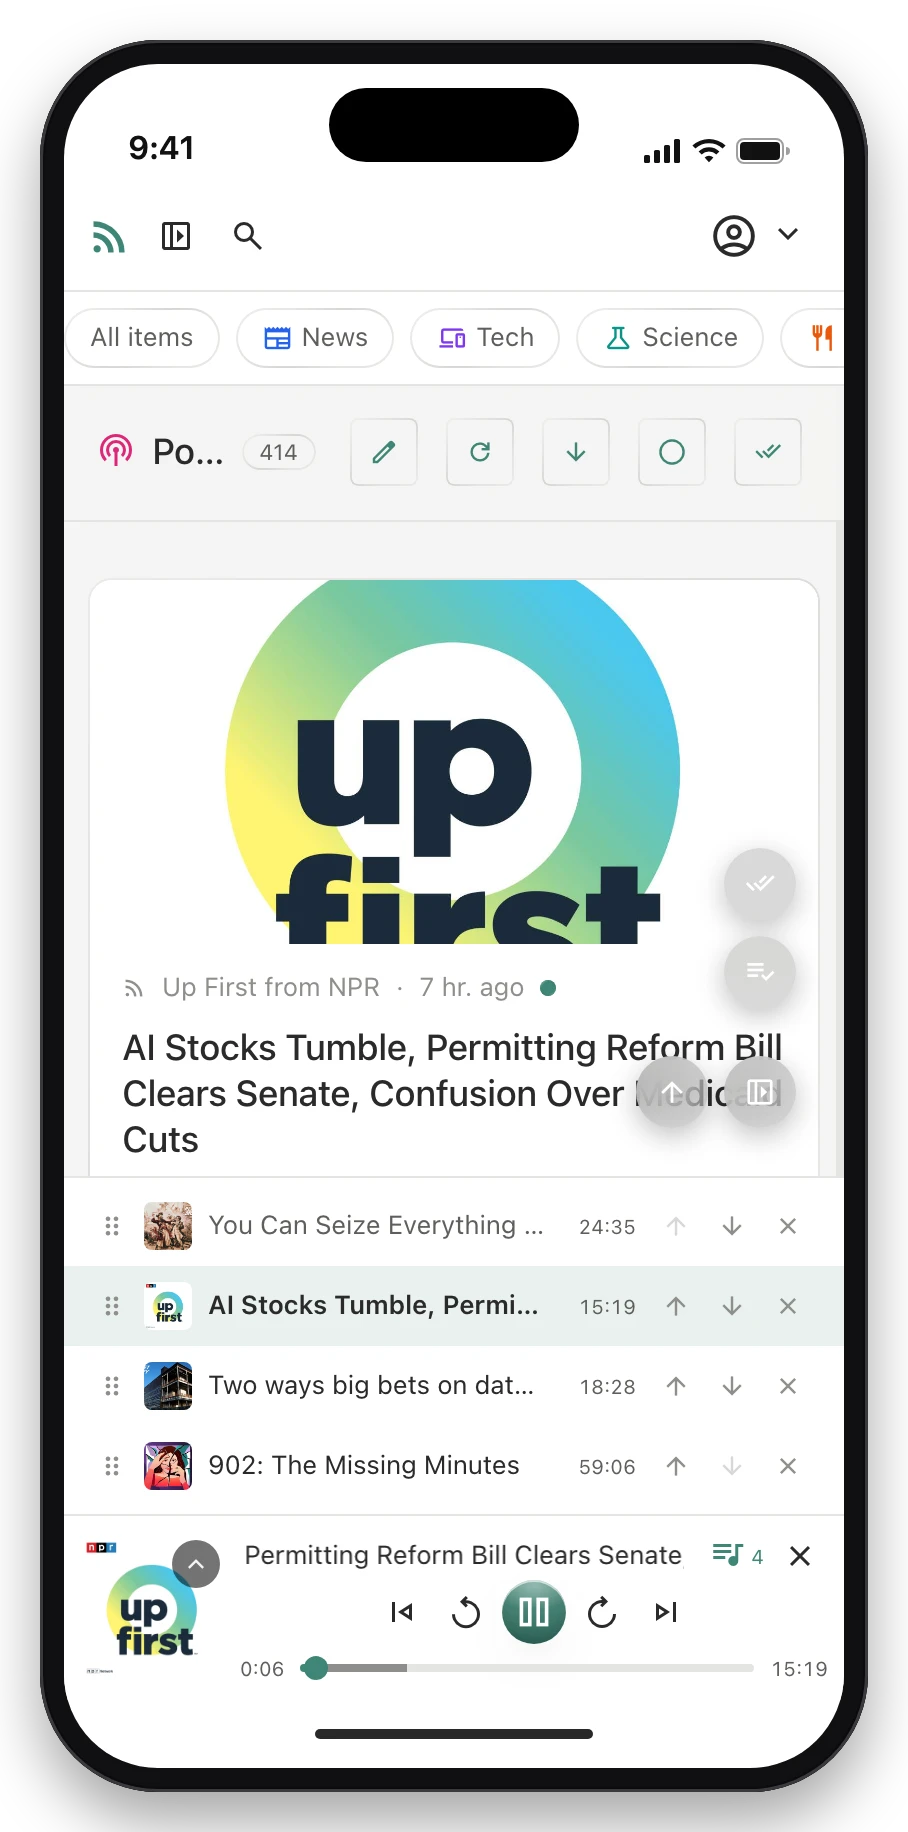 9:41
All items
News
Tech
Science
Po...
414
up
first
Up First from NPR · 7 hr. ago
AI Stocks Tumble, Permitting Reform Bill
Clears Senate, Confusion Over Medicaid
Cuts
You Can Seize Everything ... 24:35
AI Stocks Tumble, Permi... 15:19
up
first
Two ways big bets on dat... 18:28
902: The Missing Minutes 59:06
npr
Permitting Reform Bill Clears Senate 4
up
first
0:06 15:19